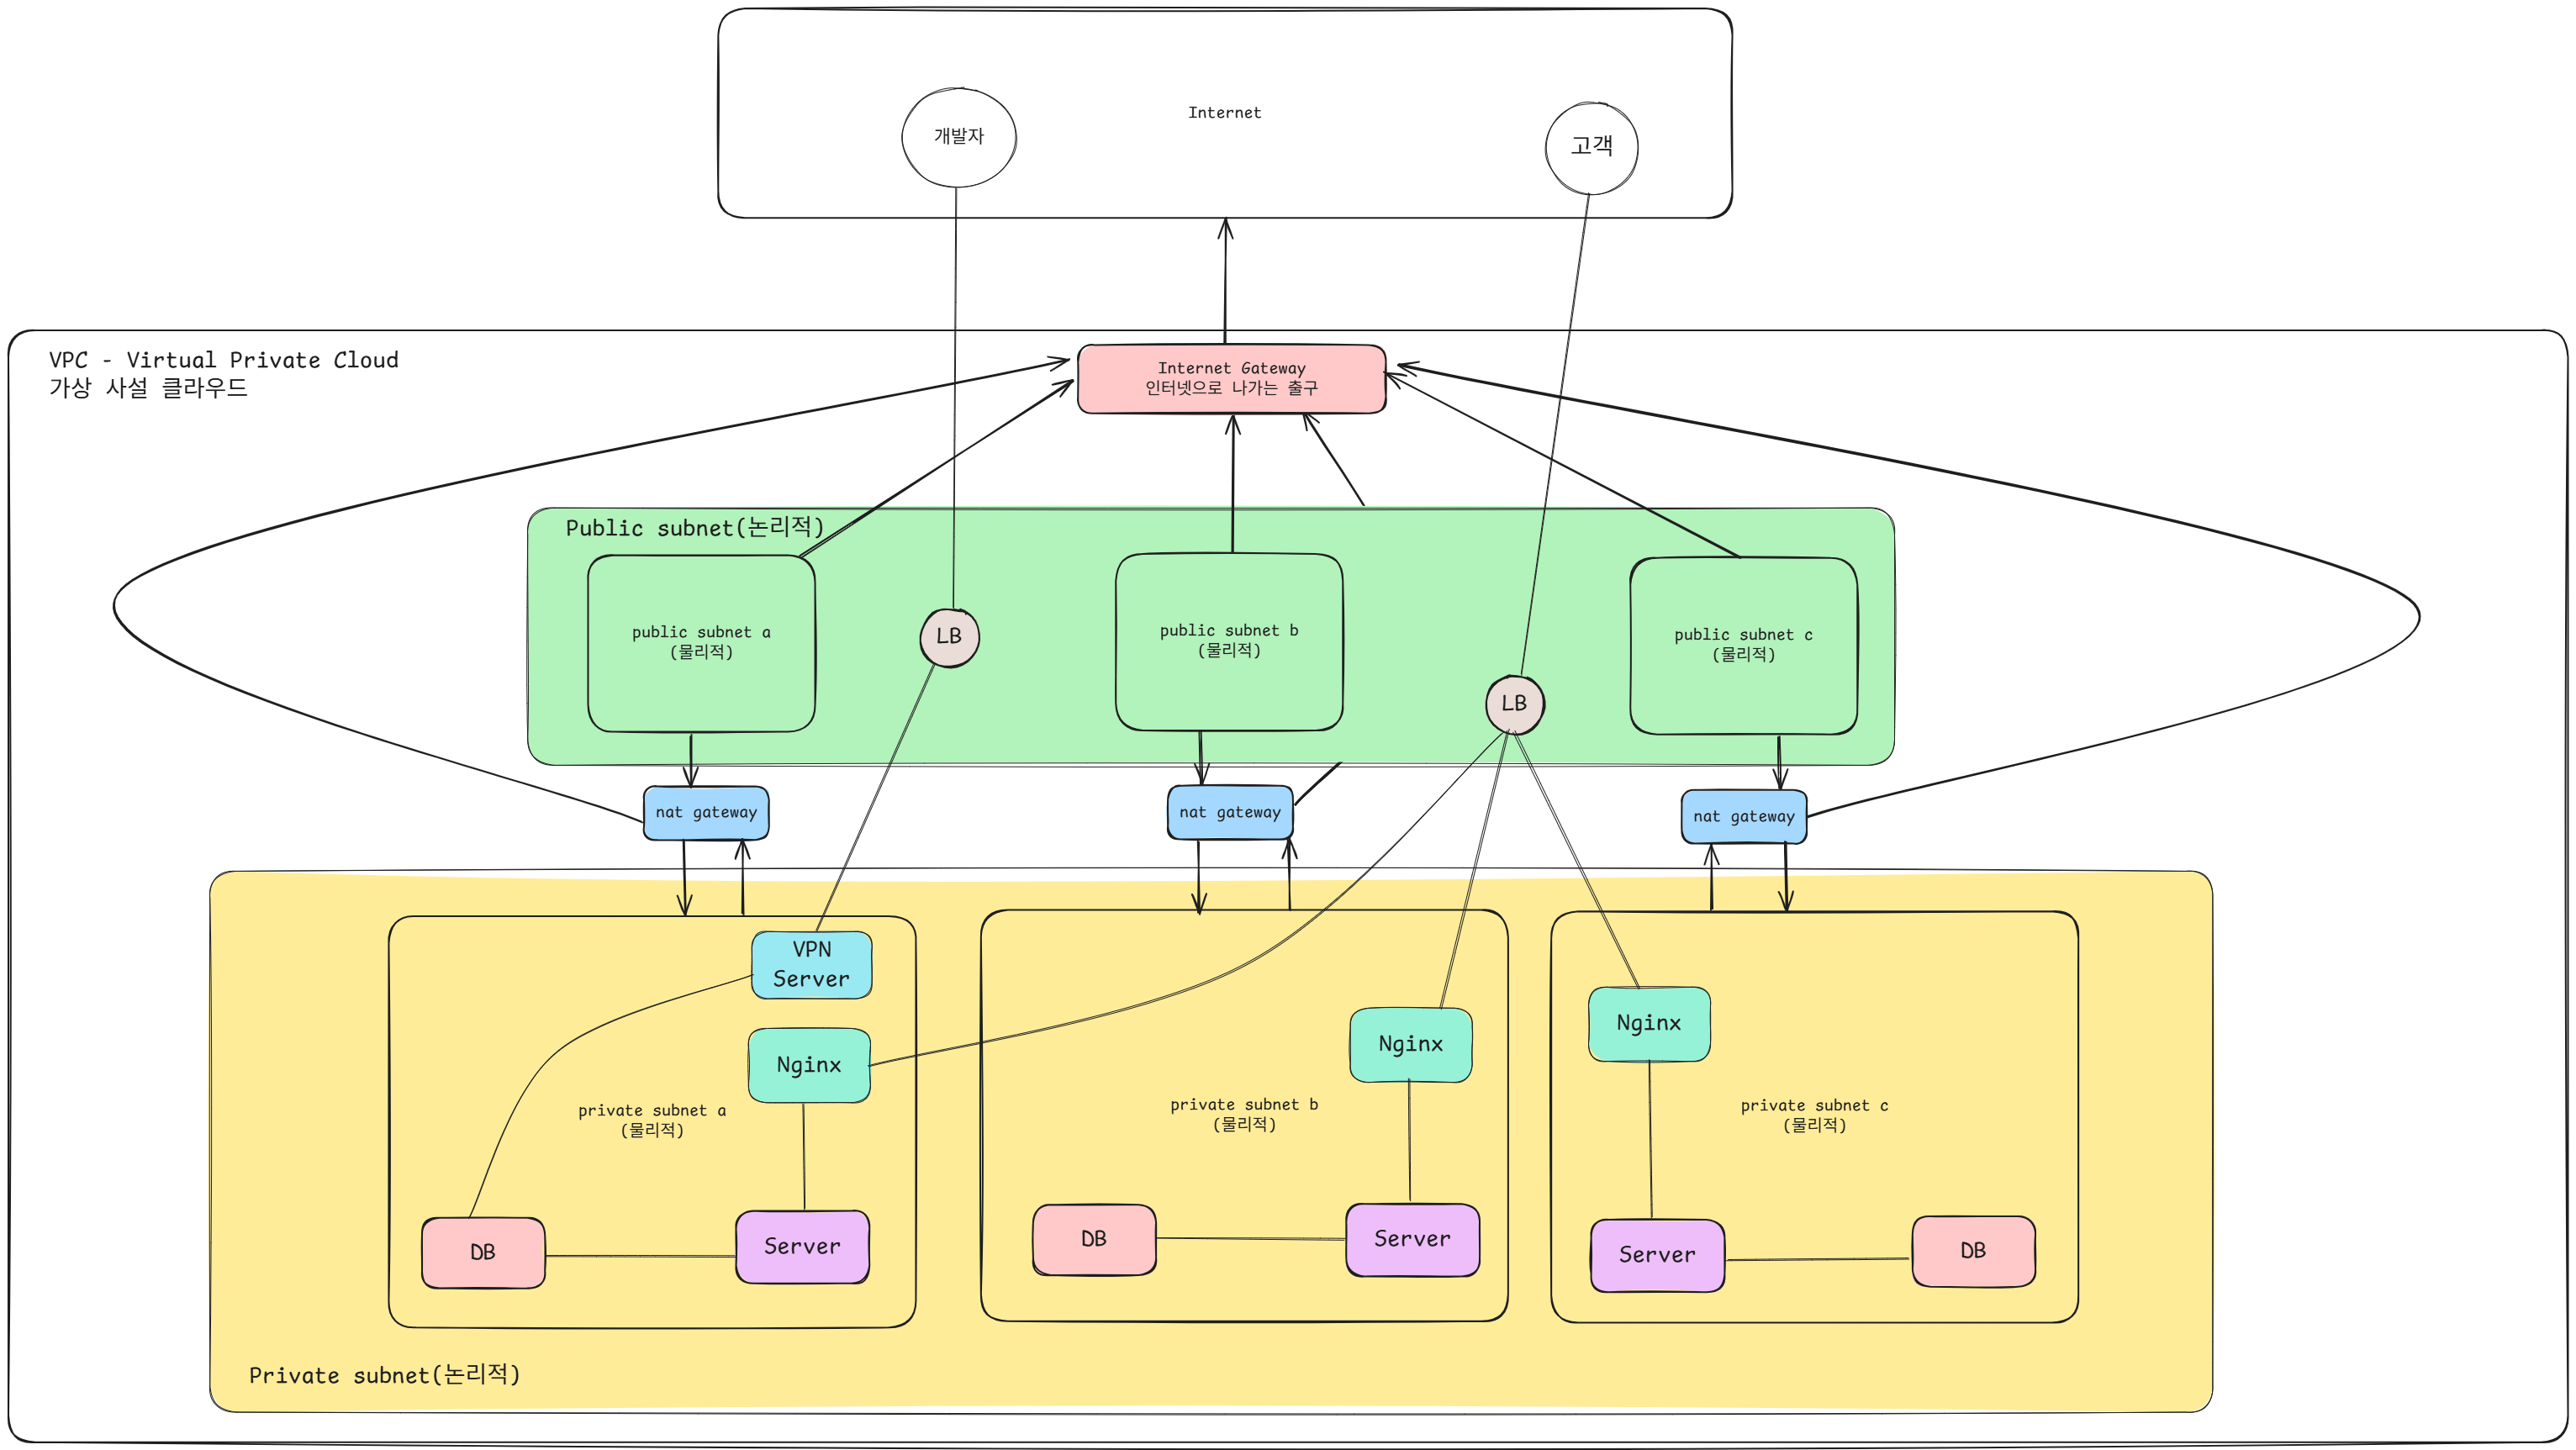 Internet
개발자
고객
VPC - Virtual Private Cloud
가상 사설 클라우드
Internet Gateway
인터넷으로 나가는 출구
Public subnet(논리적)
public subnet a
(물리적)
LB
public subnet b
(물리적)
LB
public subnet c
(물리적)
nat gateway
nat gateway
nat gateway
VPN
Server
Nginx
private subnet a
(물리적)
DB
Server
Nginx
private subnet b
(물리적)
DB
Server
Nginx
private subnet c
(물리적)
Server
DB
Private subnet(논리적)